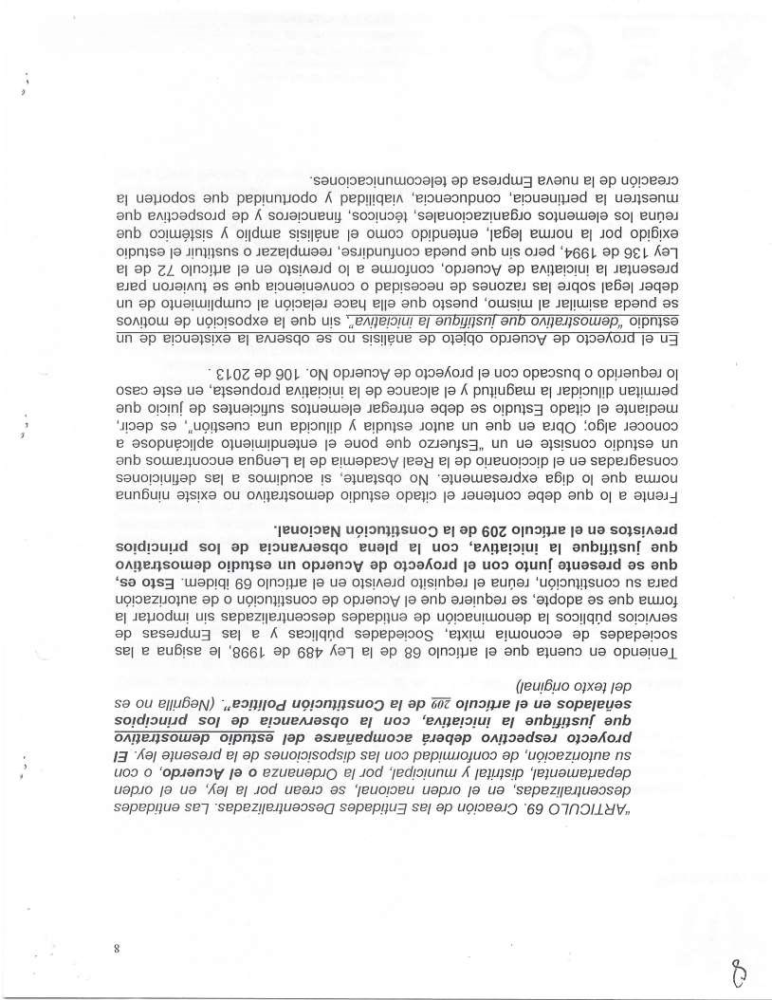 8
8
"ARTICULO 69. Creación de las Entidades Descentralizadas. Las entidades
descentralizadas, en el orden nacional, se crean por la ley, en el orden
departamental, distrital y municipal, por la Ordenanza o el Acuerdo, o con
su autorización, de conformidad con las disposiciones de la presente ley. El
proyecto respectivo deberá acompañarse del estudio demostrativo
que justifique la iniciativa, con la observancia de los principios
señalados en el artículo 209 de la Constitución Política". (Negrilla no es
del texto original)
Teniendo en cuenta que el artículo 68 de la Ley 489 de 1998, le asigna a las
sociedades de economía mixta, Sociedades públicas y a las Empresas de
servicios públicos la denominación de entidades descentralizadas sin importar la
forma que se adopte, se requiere que el Acuerdo de constitución o de autorización
para su constitución, reúna el requisito previsto en el artículo 69 ibídem. Esto es,
que se presente junto con el proyecto de Acuerdo un estudio demostrativo
que justifique la iniciativa, con la plena observancia de los principios
previstos en el artículo 209 de la Constitución Nacional.
Frente a lo que debe contener el citado estudio demostrativo no existe ninguna
norma que lo diga expresamente. No obstante, si acudimos a las definiciones
consagradas en el diccionario de la Real Academia de la Lengua encontramos que
un estudio consiste en un "Esfuerzo que pone el entendimiento aplicándose a
conocer algo; Obra en que un autor estudia y dilucida una cuestión", es decir,
mediante el citado Estudio se debe entregar elementos suficientes de juicio que
permitan dilucidar la magnitud y el alcance de la iniciativa propuesta, en este caso
lo requerido o buscado con el proyecto de Acuerdo No. 106 de 2013 .
En el proyecto de Acuerdo objeto de análisis no se observa la existencia de un
estudio "demostrativo que justifique la iniciativa", sin que la exposición de motivos
se pueda asimilar al mismo, puesto que ella hace relación al cumplimiento de un
deber legal sobre las razones de necesidad o conveniencia que se tuvieron para
presentar la iniciativa de Acuerdo, conforme a lo previsto en el artículo 72 de la
Ley 136 de 1994, pero sin que pueda confundirse, reemplazar o sustituir el estudio
exigido por la norma legal, entendido como el análisis amplio y sistémico que
reúna los elementos organizacionales, técnicos, financieros y de prospectiva que
muestren la pertinencia, conducencia, viabilidad y oportunidad que soporten la
creación de la nueva Empresa de telecomunicaciones.